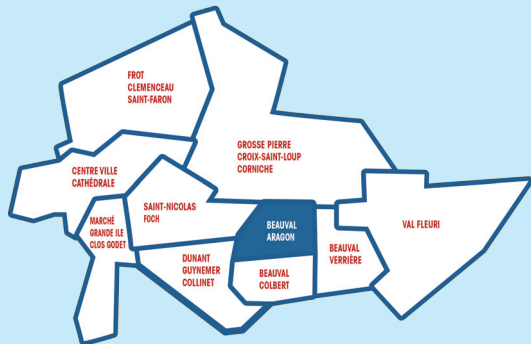 FROT
CLEMENCEAU
SAINT-FARON
GROSSE PIERRE
CROIX-SAINT-LOUP
CORNICHE
CENTRE VILLE
CATHÉDRALE
SAINT-NICOLAS
FOCH
MARCHÉ
GRANDE ILE
CLOS GODET
BEAUVAL
ARAGON
VAL FLEURI
BEAUVAL
VERRIÈRE
DUNANT
GUYNEMER
COLLINET
BEAUVAL
COLBERT